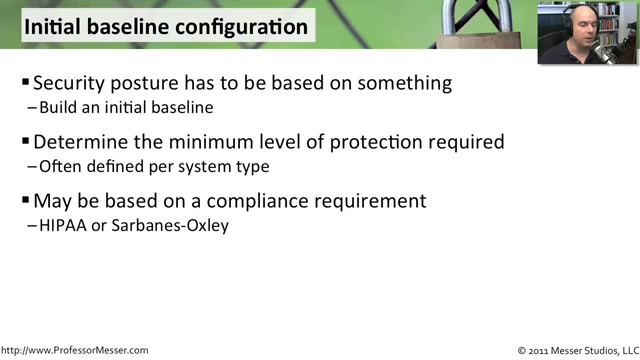 Initial baseline configuration
▪ Security posture has to be based on something
– Build an initial baseline
▪ Determine the minimum level of protection required
– Often defined per system type
▪ May be based on a compliance requirement
– HIPAA or Sarbanes-Oxley
http://www.ProfessorMesser.com
© 2011 Messer Studios, LLC